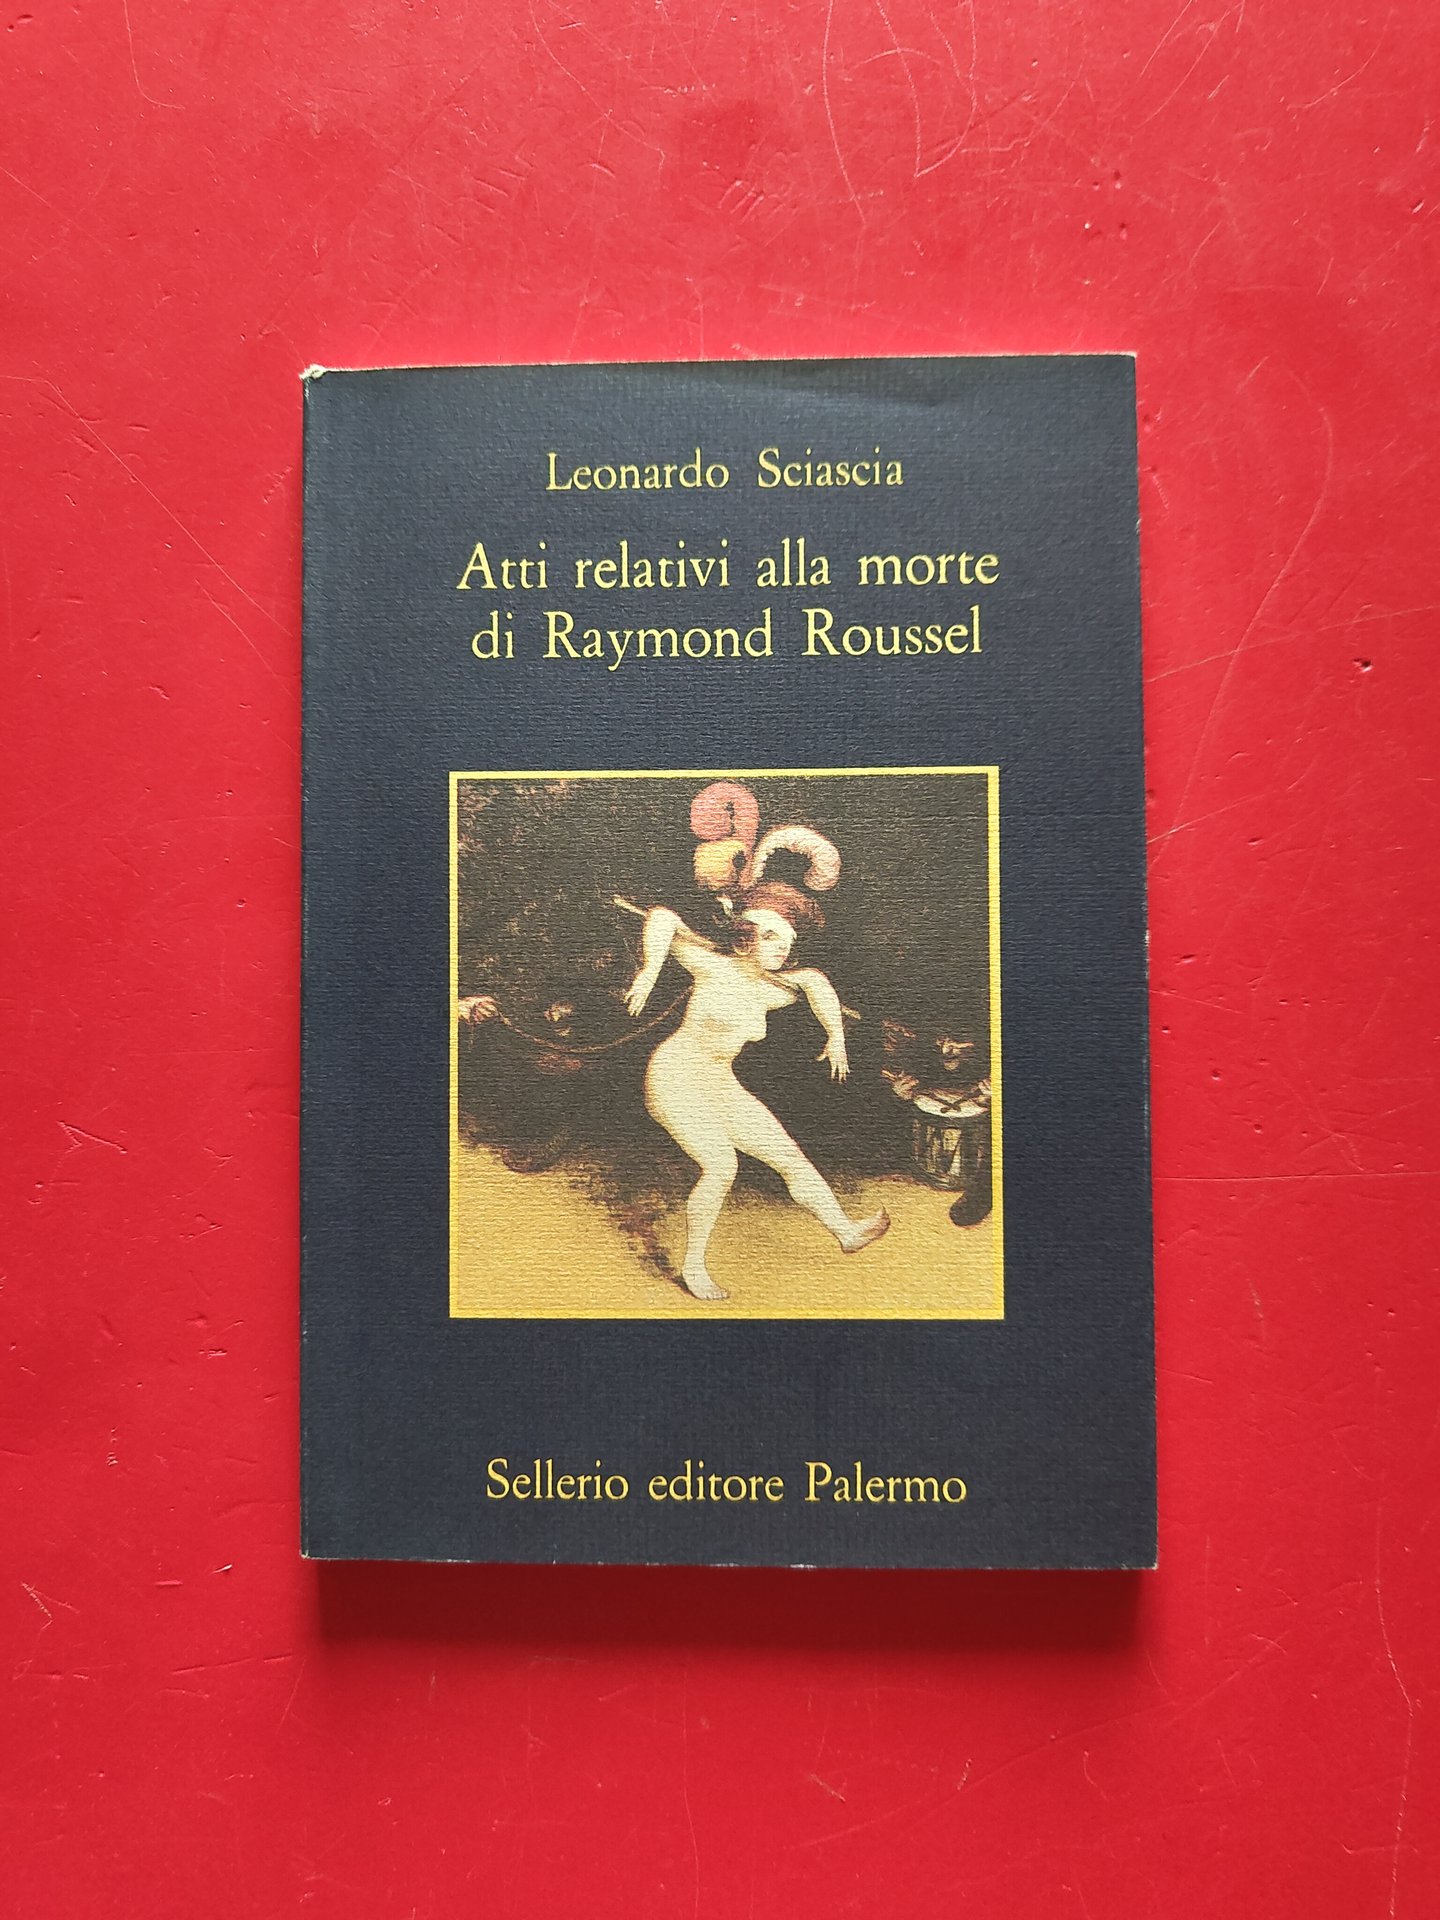 Leonardo Sciascia
Atti relativi alla morte
di Raymond Roussel
Sellerio editore Palermo